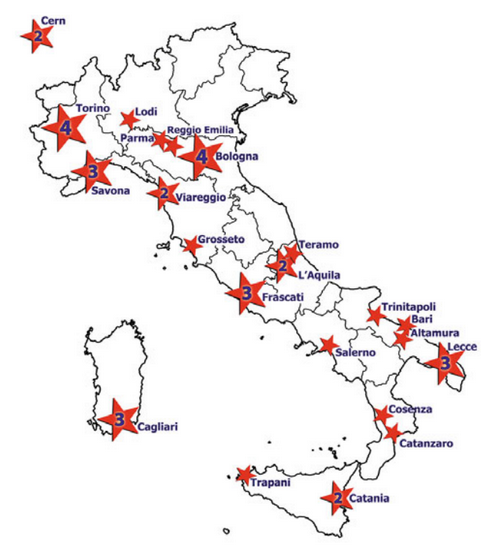 Cern
2
Torino
4
Lodi
Parma
Reggio Emilia
4
Bologna
3
Savona
2
Viareggio
Grosseto
Teramo
2
L'Aquila
3
Frascati
Trinitapoli
Bari
Altamura
Lecce
3
Salerno
3
Cagliari
Cosenza
Catanzaro
Trapani
2
Catania